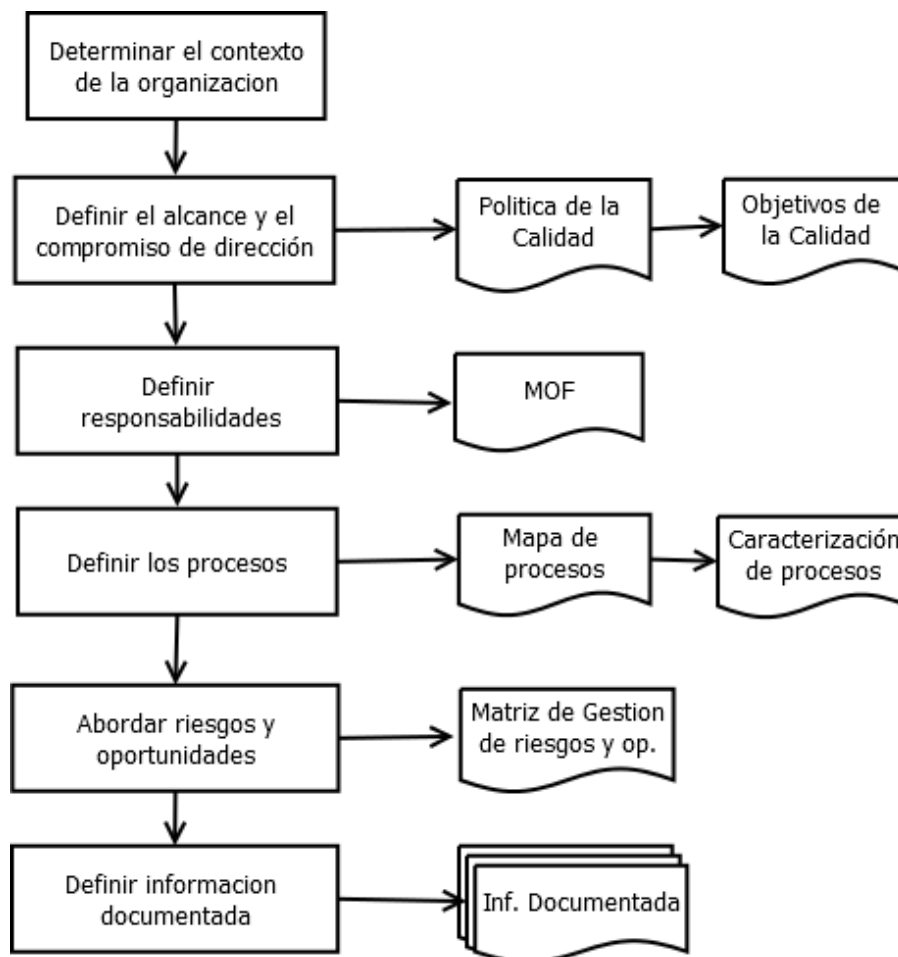 Determinar el contexto
de la organizacion
Definir el alcance y el
compromiso de dirección
Politica de la
Calidad
Objetivos de
la Calidad
Definir
responsabilidades
MOF
Definir los procesos
Mapa de
procesos
Caracterización
de procesos
Abordar riesgos y
oportunidades
Matriz de Gestion
de riesgos y op.
Definir informacion
documentada
Inf. Documentada